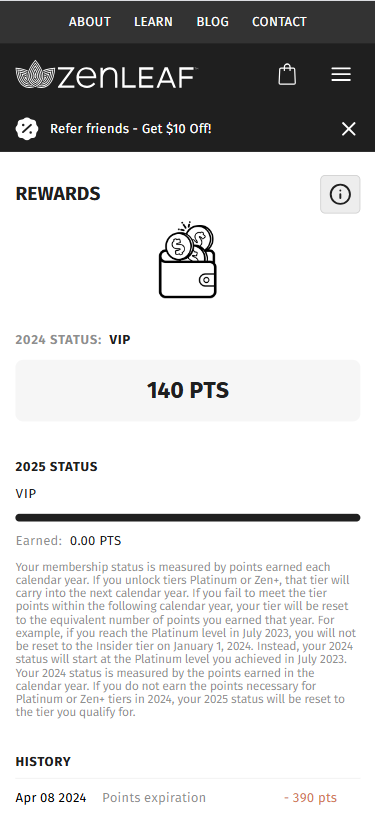 ABOUT LEARN BLOG CONTACT
zenLEAF
Refer friends - Get $10 Off!
REWARDS
2024 STATUS: VIP
140 PTS
2025 STATUS
VIP
Earned: 0.00 PTS
Your membership status is measured by points earned each
calendar year. If you unlock tiers Platinum or Zen+, that tier will
carry into the next calendar year. If you fail to meet the tier
points within the following calendar year, your tier will be reset
to the equivalent number of points you earned that year. For
example, if you reach the Platinum level in July 2023, you will not
be reset to the Insider tier on January 1, 2024. Instead, your 2024
status will start at the Platinum level you achieved in July 2023.
Your 2024 status is measured by the points earned in the
calendar year. If you do not earn the points necessary for
Platinum or Zen+ tiers in 2024, your 2025 status will be reset to
the tier you qualify for.
HISTORY
Apr 08 2024 Points expiration - 390 pts